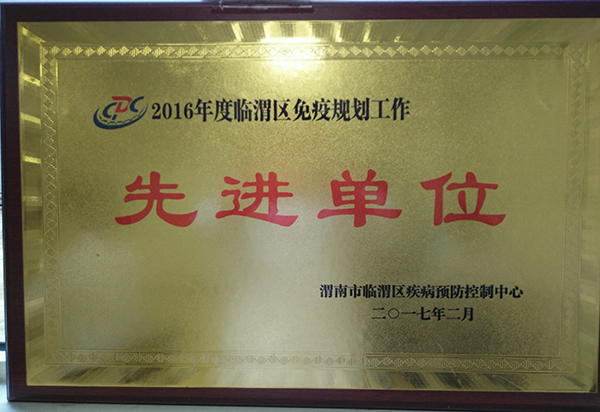 CDC 2016年度临渭区免疫规划工作
先进单位
渭南市临渭区疾病预防控制中心
二〇一七年二月